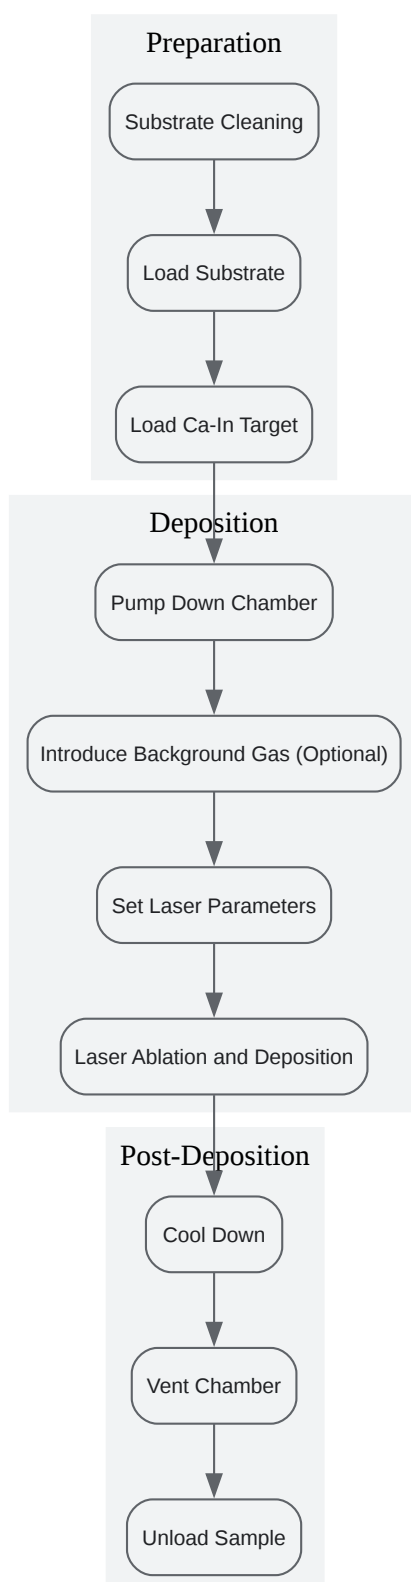 Preparation
Substrate Cleaning
Load Substrate
Load Ca-In Target
Deposition
Pump Down Chamber
Introduce Background Gas (Optional)
Set Laser Parameters
Laser Ablation and Deposition
Post-Deposition
Cool Down
Vent Chamber
Unload Sample